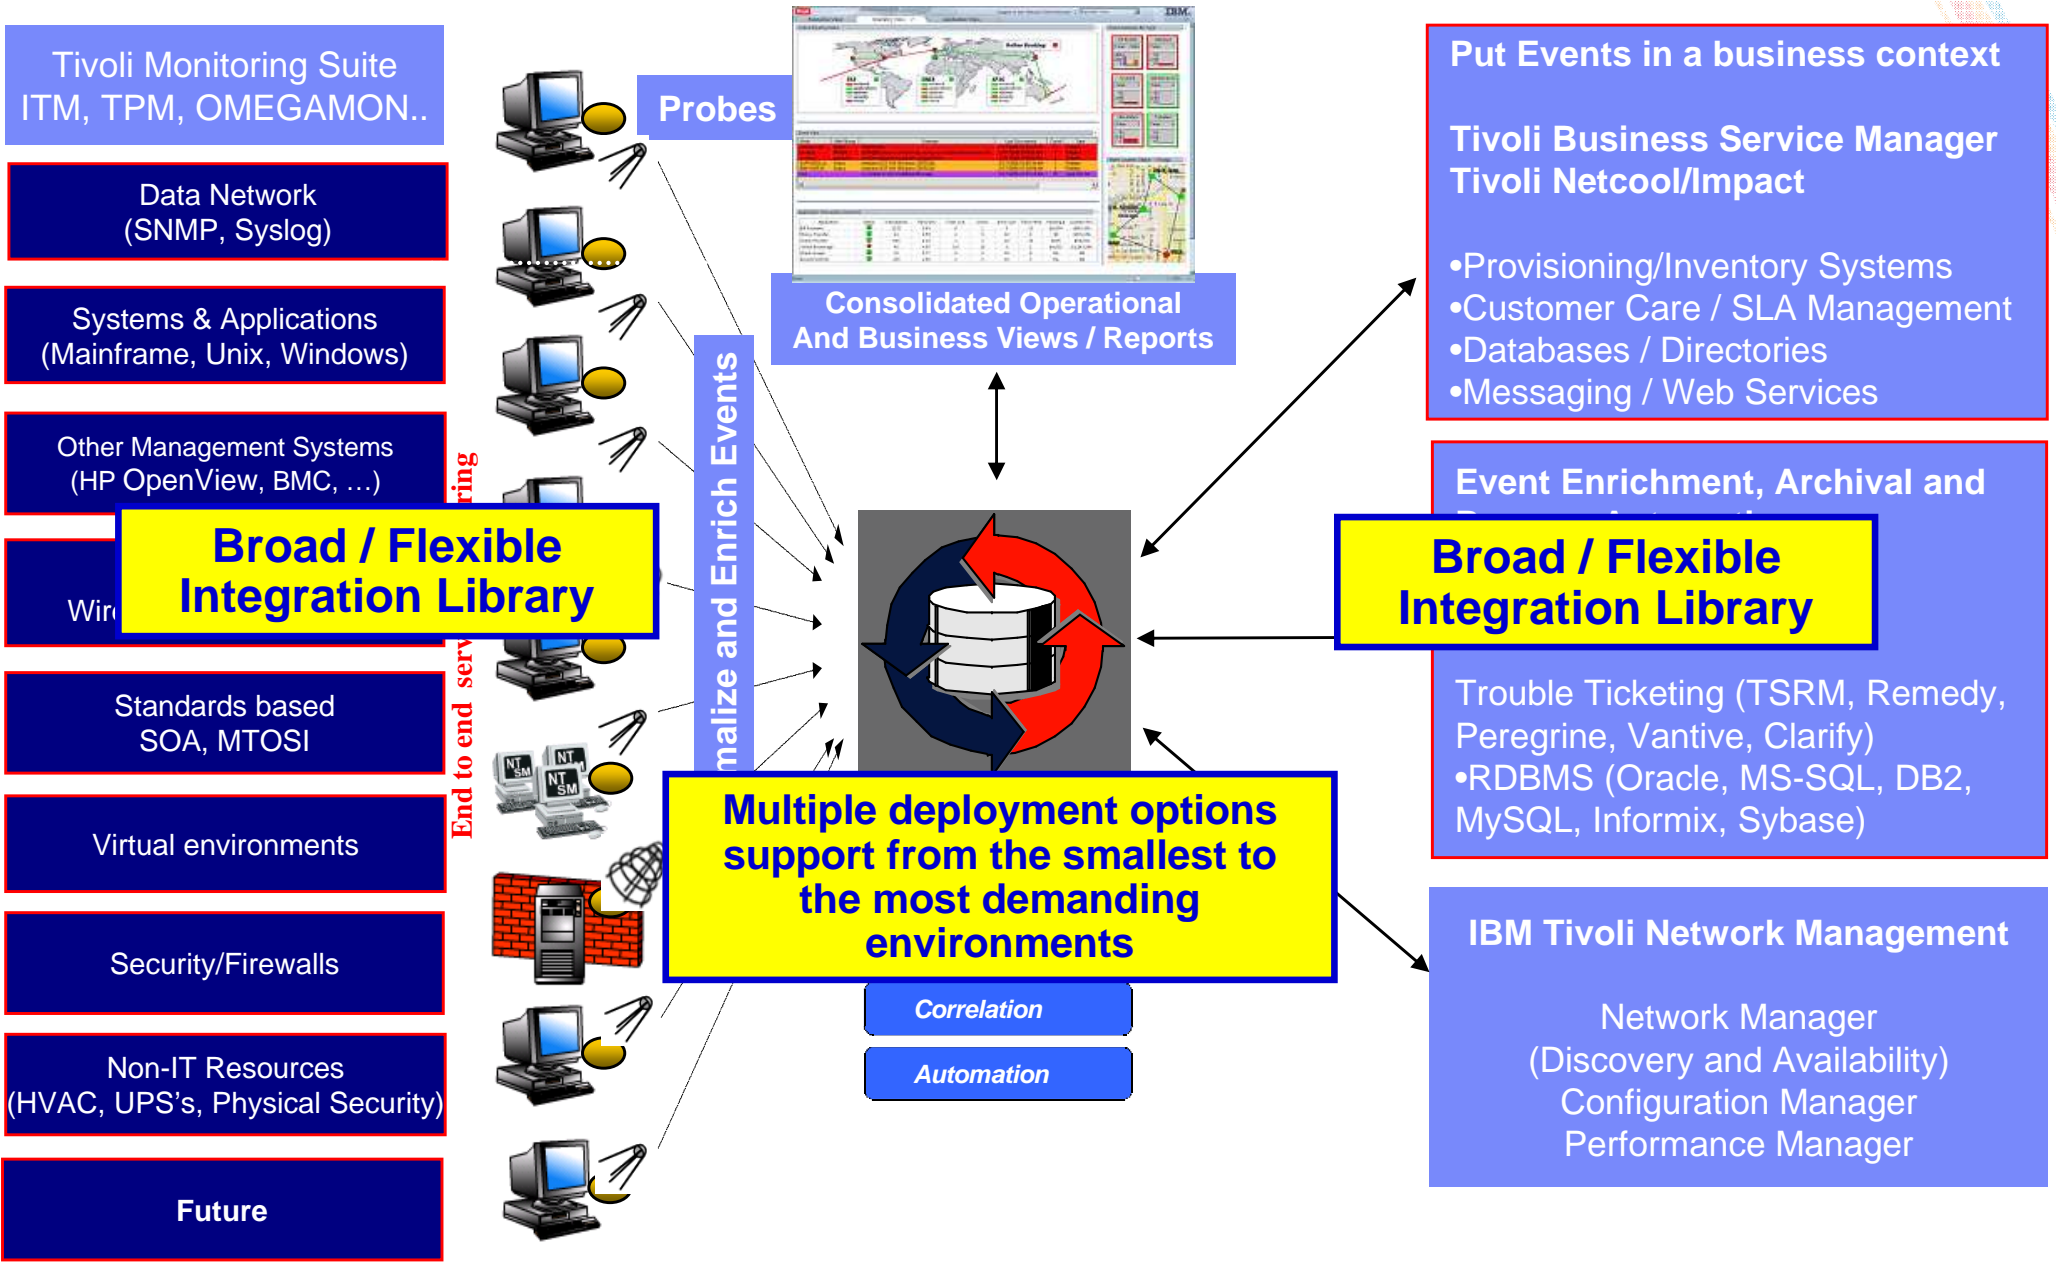 Tivoli Monitoring Suite
ITM, TPM, OMEGAMON..
Data Network
(SNMP, Syslog)
Systems & Applications
(Mainframe, Unix, Windows)
Other Management Systems
(HP OpenView, BMC, …)
Broad / Flexible
Integration Library
Standards based
SOA, MTOSI
Virtual environments
Security/Firewalls
Non-IT Resources
(HVAC, UPS's, Physical Security)
Future
End to end
NT
SM
NT
SM
Probes
and Enrich Events
IBM
Consolidated Operational
And Business Views / Reports
Multiple deployment options
support from the smallest to
the most demanding
environments
Correlation
Automation
Put Events in a business context
Tivoli Business Service Manager
Tivoli Netcool/Impact
•Provisioning/Inventory Systems
•Customer Care / SLA Management
•Databases / Directories
•Messaging / Web Services
Event Enrichment, Archival and
Broad / Flexible
Integration Library
Trouble Ticketing (TSRM, Remedy,
Peregrine, Vantive, Clarify)
•RDBMS (Oracle, MS-SQL, DB2,
MySQL, Informix, Sybase)
IBM Tivoli Network Management
Network Manager
(Discovery and Availability)
Configuration Manager
Performance Manager